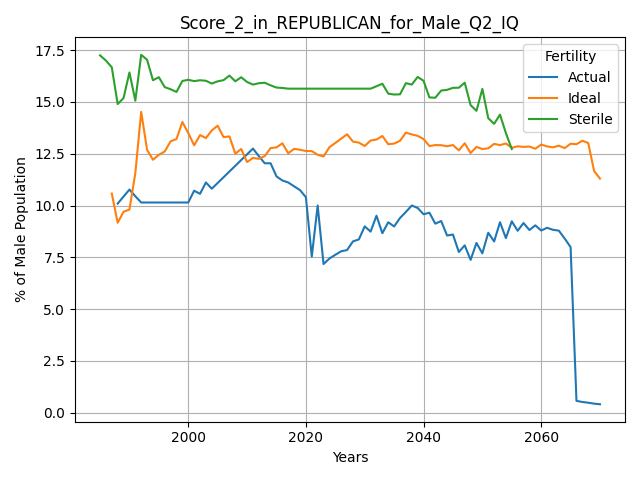 Score_2_in_REPUBLICAN_for_Male_Q2_IQ
% of Male Population
17.5
15.0
12.5
10.0
7.5
5.0
2.5
0.0
Fertility
Actual
Ideal
Sterile
2000
2020
2040
2060
Years